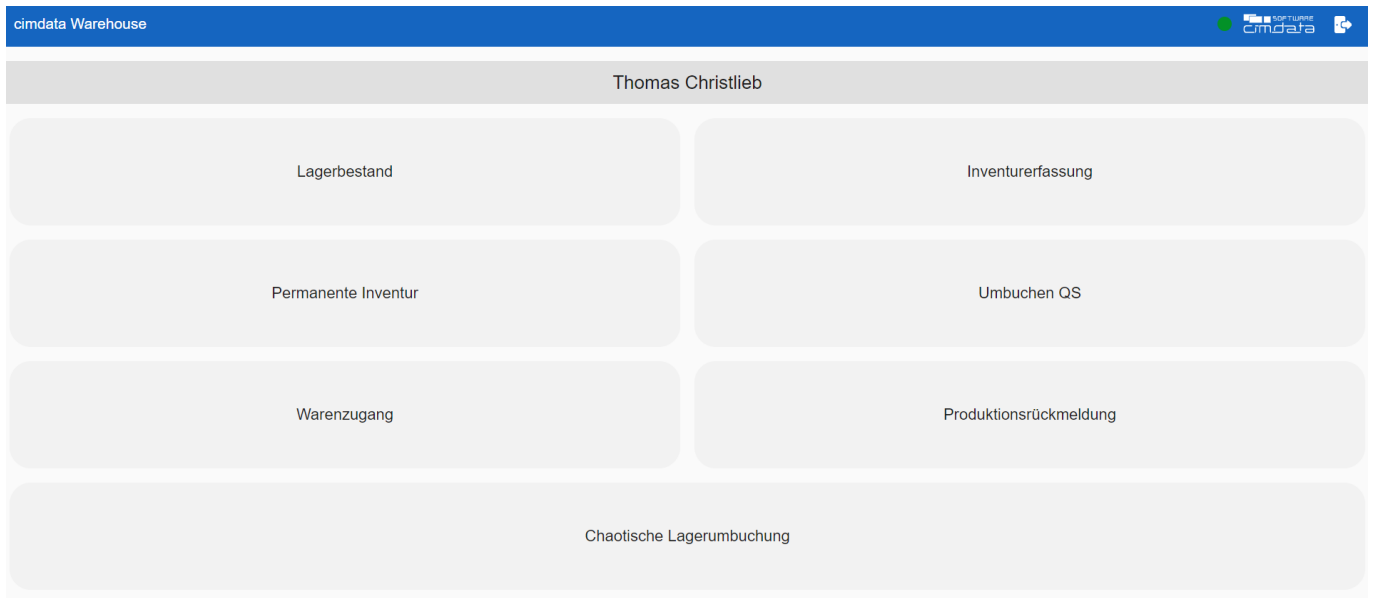 cimdata Warehouse
SOFTWARE
cimdata
Thomas Christlieb
Lagerbestand
Inventurerfassung
Permanente Inventur
Umbuchen QS
Warenzugang
Produktionsrückmeldung
Chaotische Lagerumbuchung